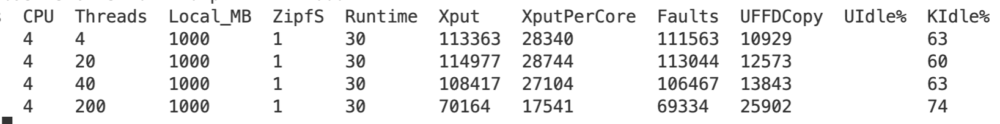 CPU Threads Local_MB ZipfS Runtime Xput XputPerCore Faults UFFDCopy UIdle% KIdle%
4 4 1000 1 30 113363 28340 111563 10929 63
4 20 1000 1 30 114977 28744 113044 12573 60
4 40 1000 1 30 108417 27104 106467 13843 63
4 200 1000 1 30 70164 17541 69334 25902 74